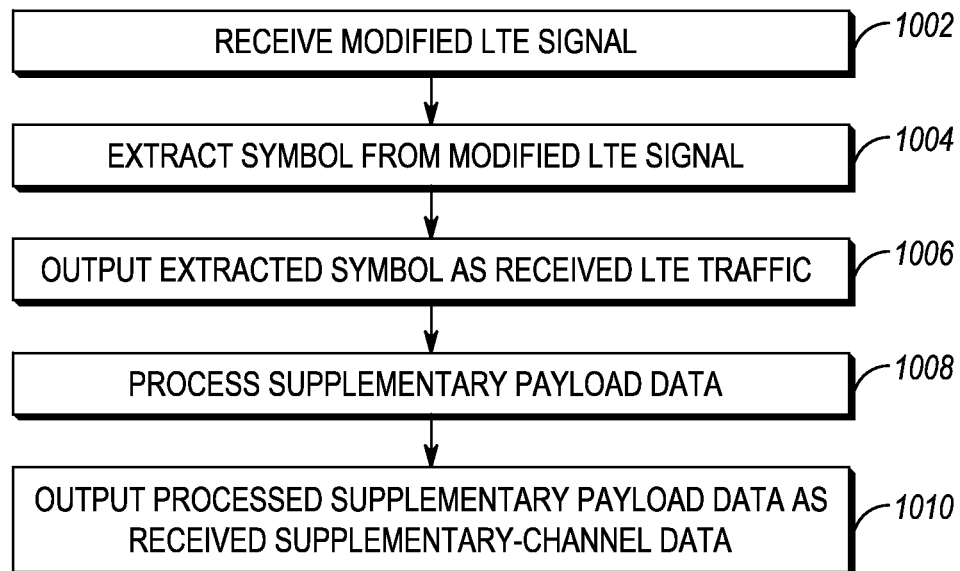 RECEIVE MODIFIED LTE SIGNAL
1002
EXTRACT SYMBOL FROM MODIFIED LTE SIGNAL
1004
OUTPUT EXTRACTED SYMBOL AS RECEIVED LTE TRAFFIC
1006
PROCESS SUPPLEMENTARY PAYLOAD DATA
1008
OUTPUT PROCESSED SUPPLEMENTARY PAYLOAD DATA AS
RECEIVED SUPPLEMENTARY-CHANNEL DATA
1010